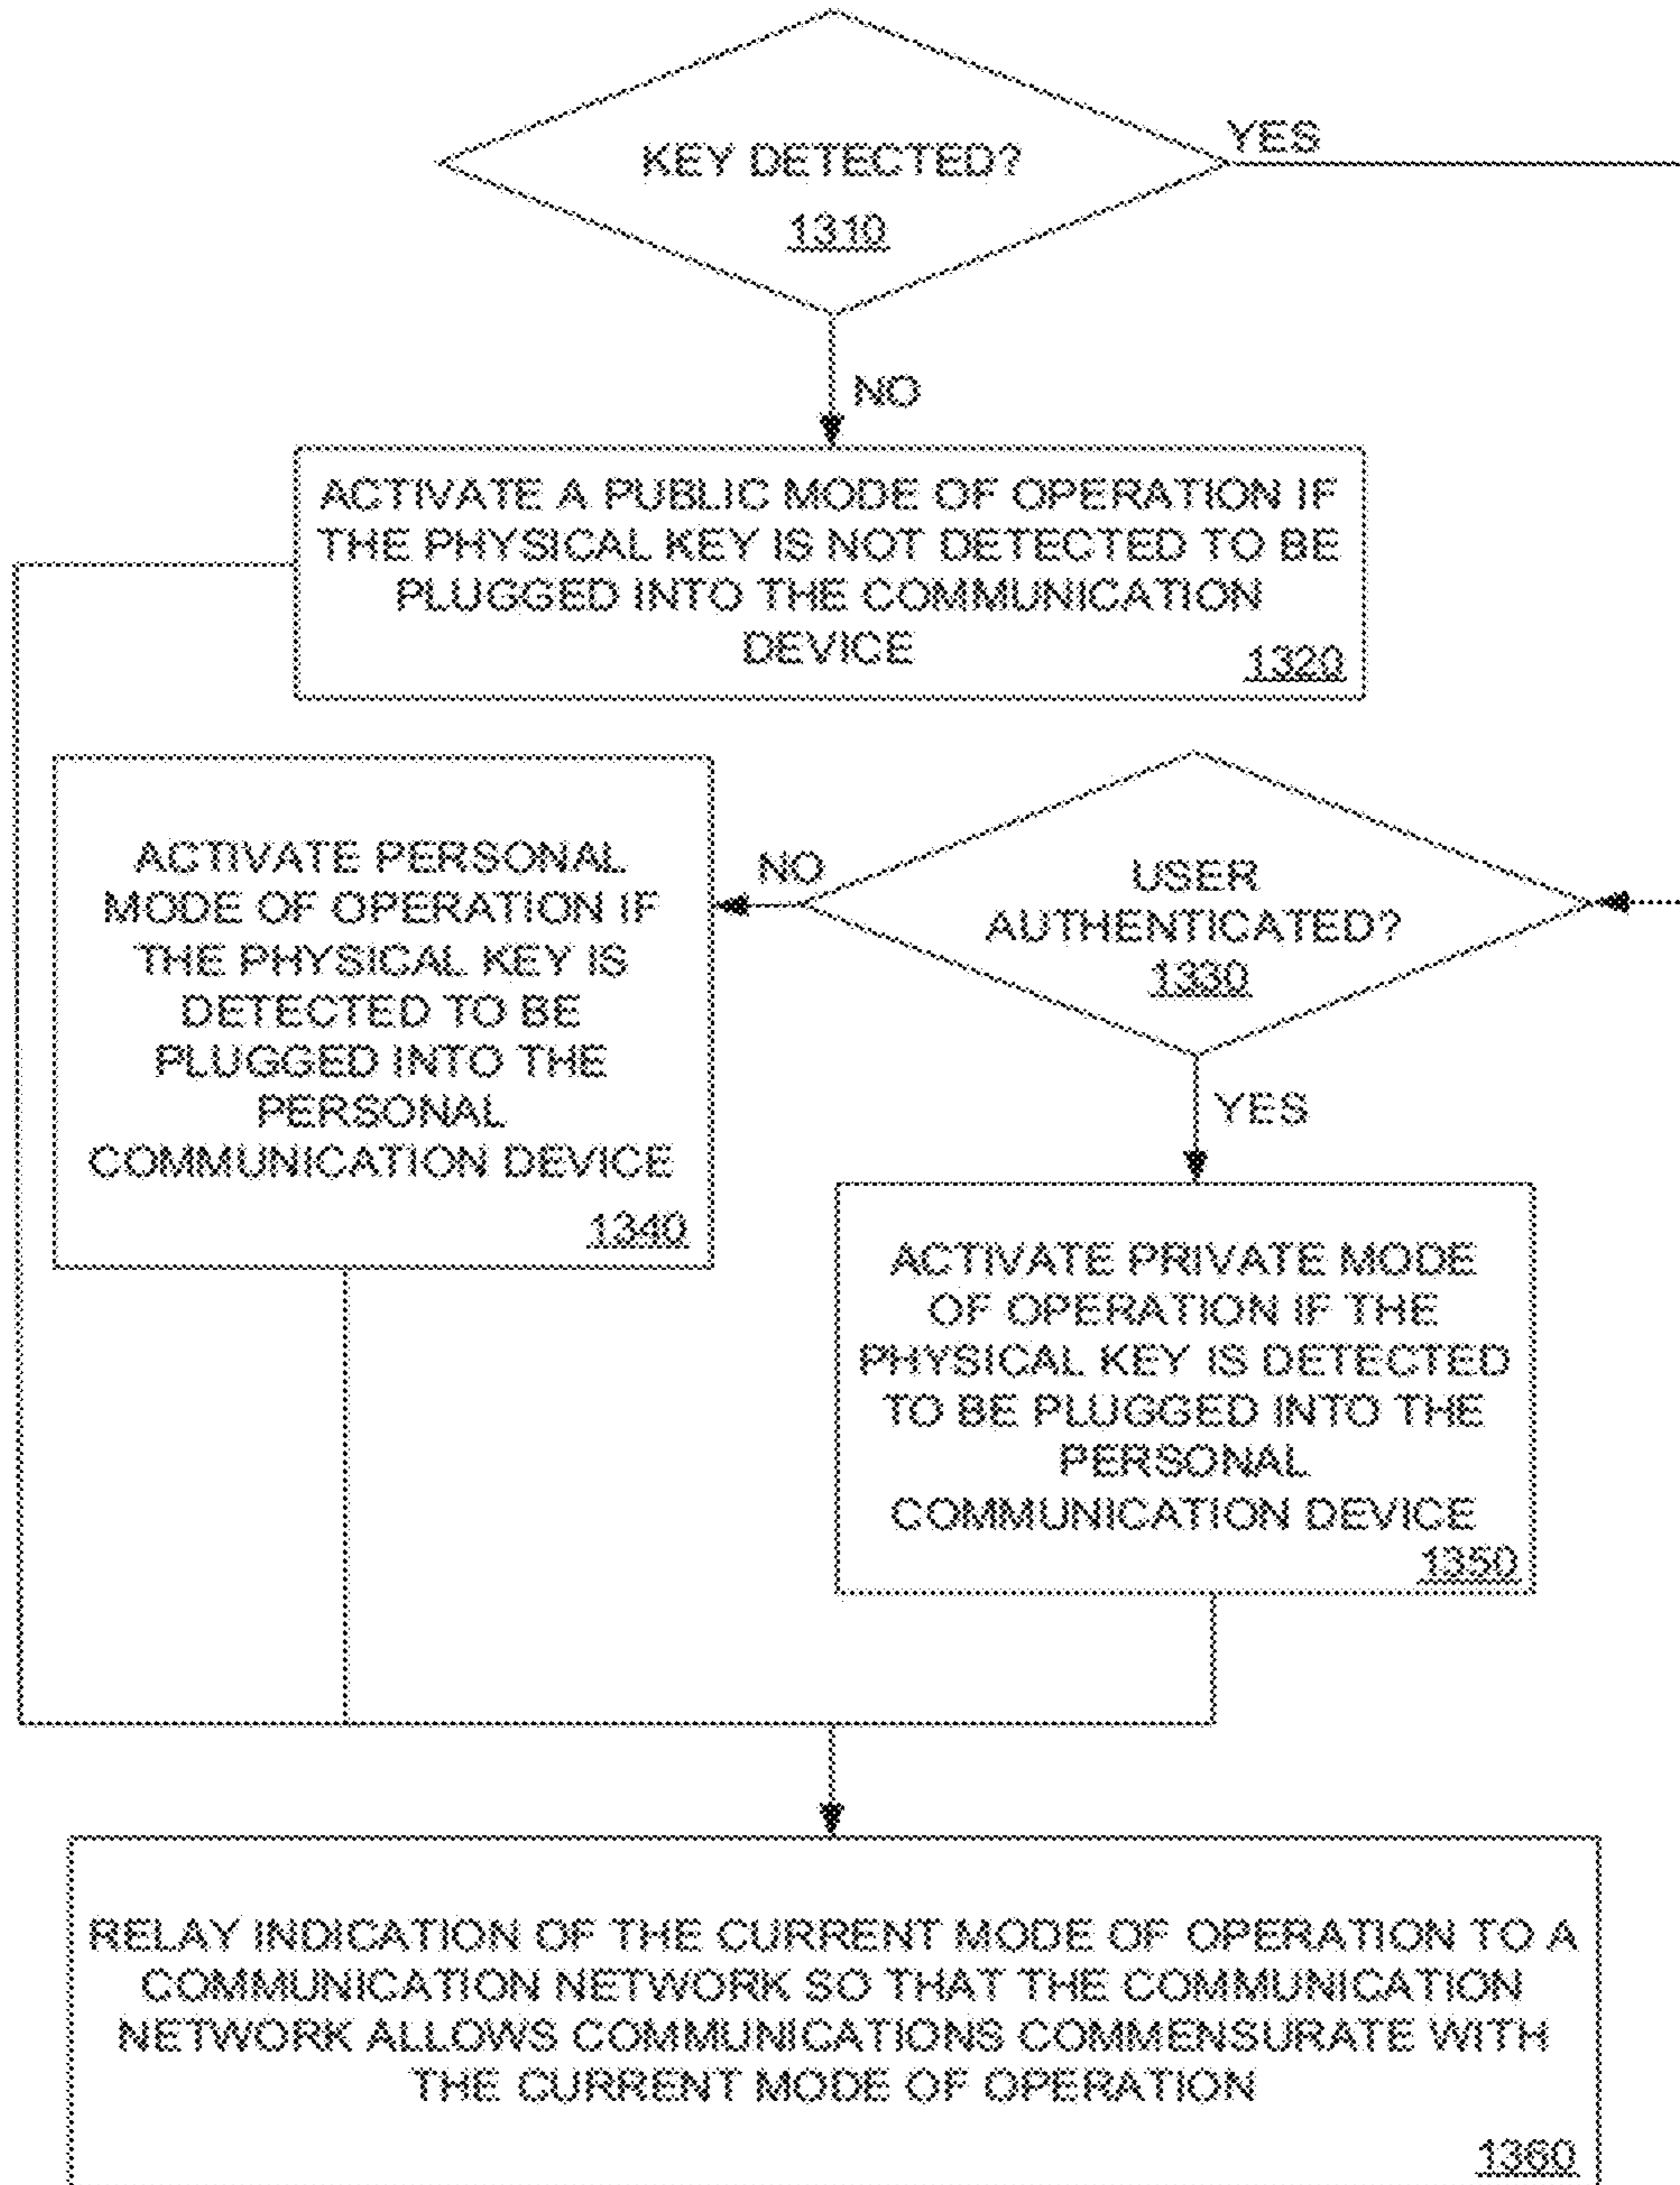 KEY DETECTED?
YES
1310
NO
ACTIVATE A PUBLIC MODE OF OPERATION IF
THE PHYSICAL KEY IS NOT DETECTED TO BE
PLUGGED INTO THE COMMUNICATION
DEVICE
1320
ACTIVATE PERSONAL
MODE OF OPERATION IF
THE PHYSICAL KEY IS
DETECTED TO BE
PLUGGED INTO THE
PERSONAL
COMMUNICATION DEVICE
1340
NO
USER
AUTHENTICATED?
1330
YES
ACTIVATE PRIVATE MODE
OF OPERATION IF THE
PHYSICAL KEY IS DETECTED
TO BE PLUGGED INTO THE
PERSONAL
COMMUNICATION DEVICE
1350
RELAY INDICATION OF THE CURRENT MODE OF OPERATION TO A
COMMUNICATION NETWORK SO THAT THE COMMUNICATION
NETWORK ALLOWS COMMUNICATIONS COMMENSURATE WITH
THE CURRENT MODE OF OPERATION
1360